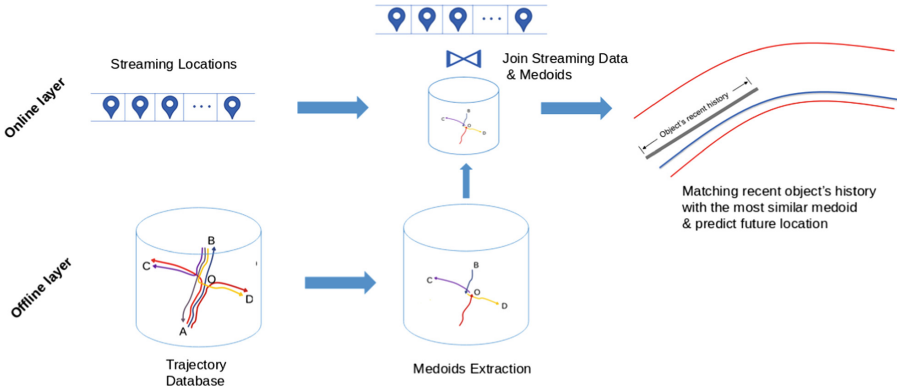 Online layer
Streaming Locations
...
...
Join Streaming Data
& Medoids
B
C
O
D
Object's recent history
Matching recent object's history
with the most similar medoid
& predict future location
Offline layer
B
C
O
D
A
Trajectory
Database
B
C
O
D
Medoids Extraction